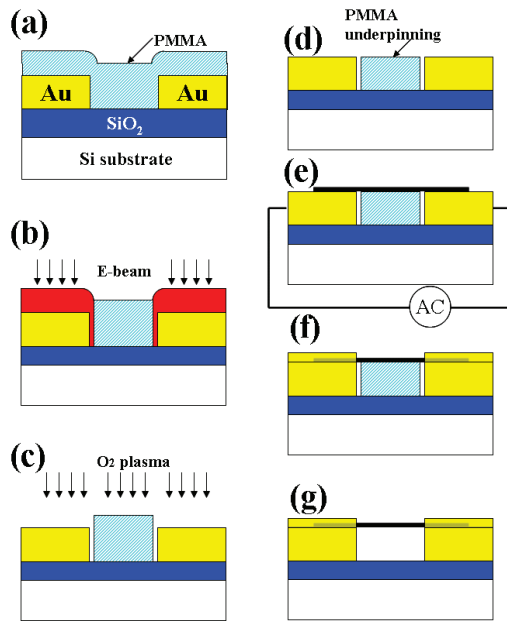 (a)
PMMA
Au
Au
SiO₂
Si substrate
(b)
E-beam
(c)
O₂ plasma
(d)
PMMA
underpinning
(e)
AC
(f)
(g)